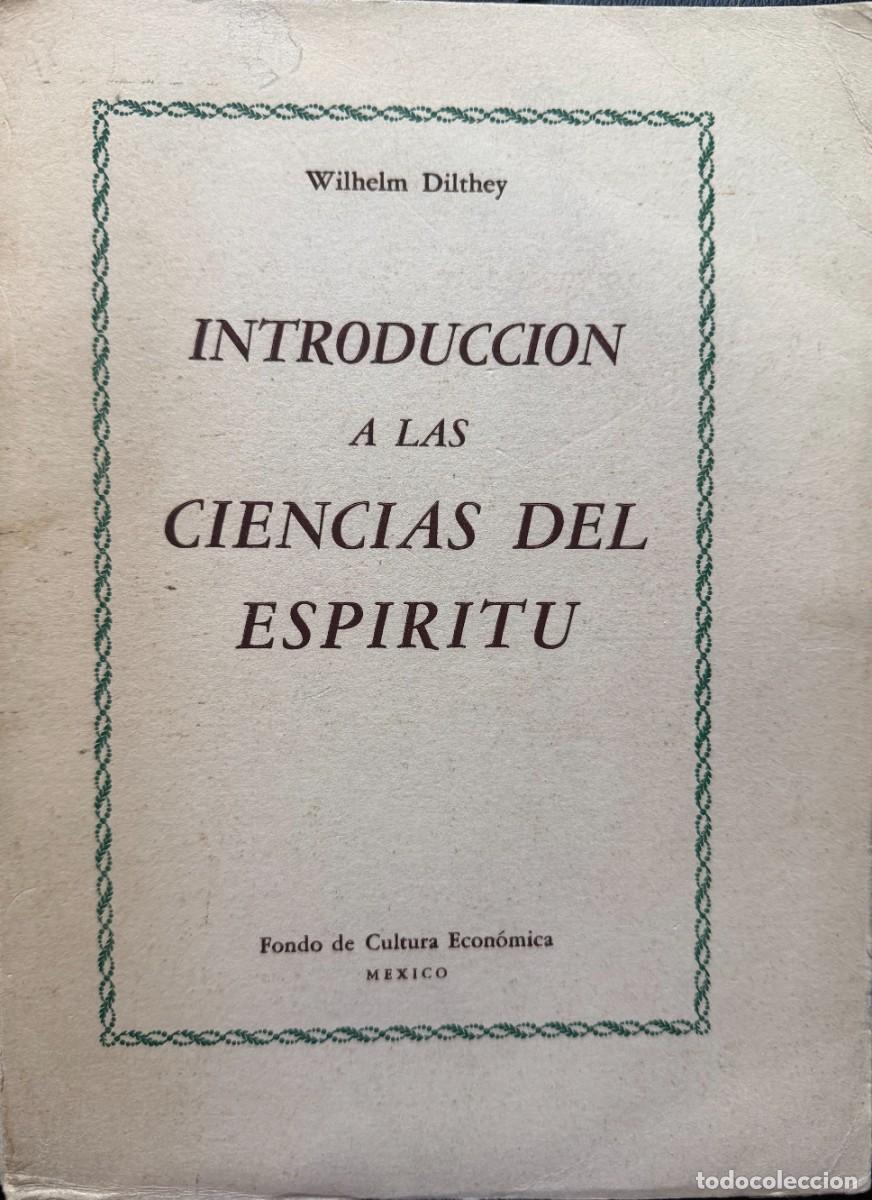 Wilhelm Dilthey
INTRODUCCION
A LAS
CIENCIAS DEL
ESPIRITU
Fondo de Cultura Económica
MEXICO
todocoleccion